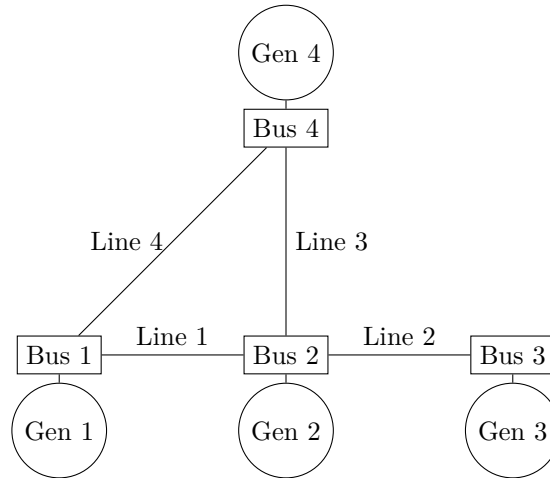 Gen 4
Bus 4
Line 4
Line 3
Line 1
Line 2
Bus 1
Bus 2
Bus 3
Gen 1
Gen 2
Gen 3